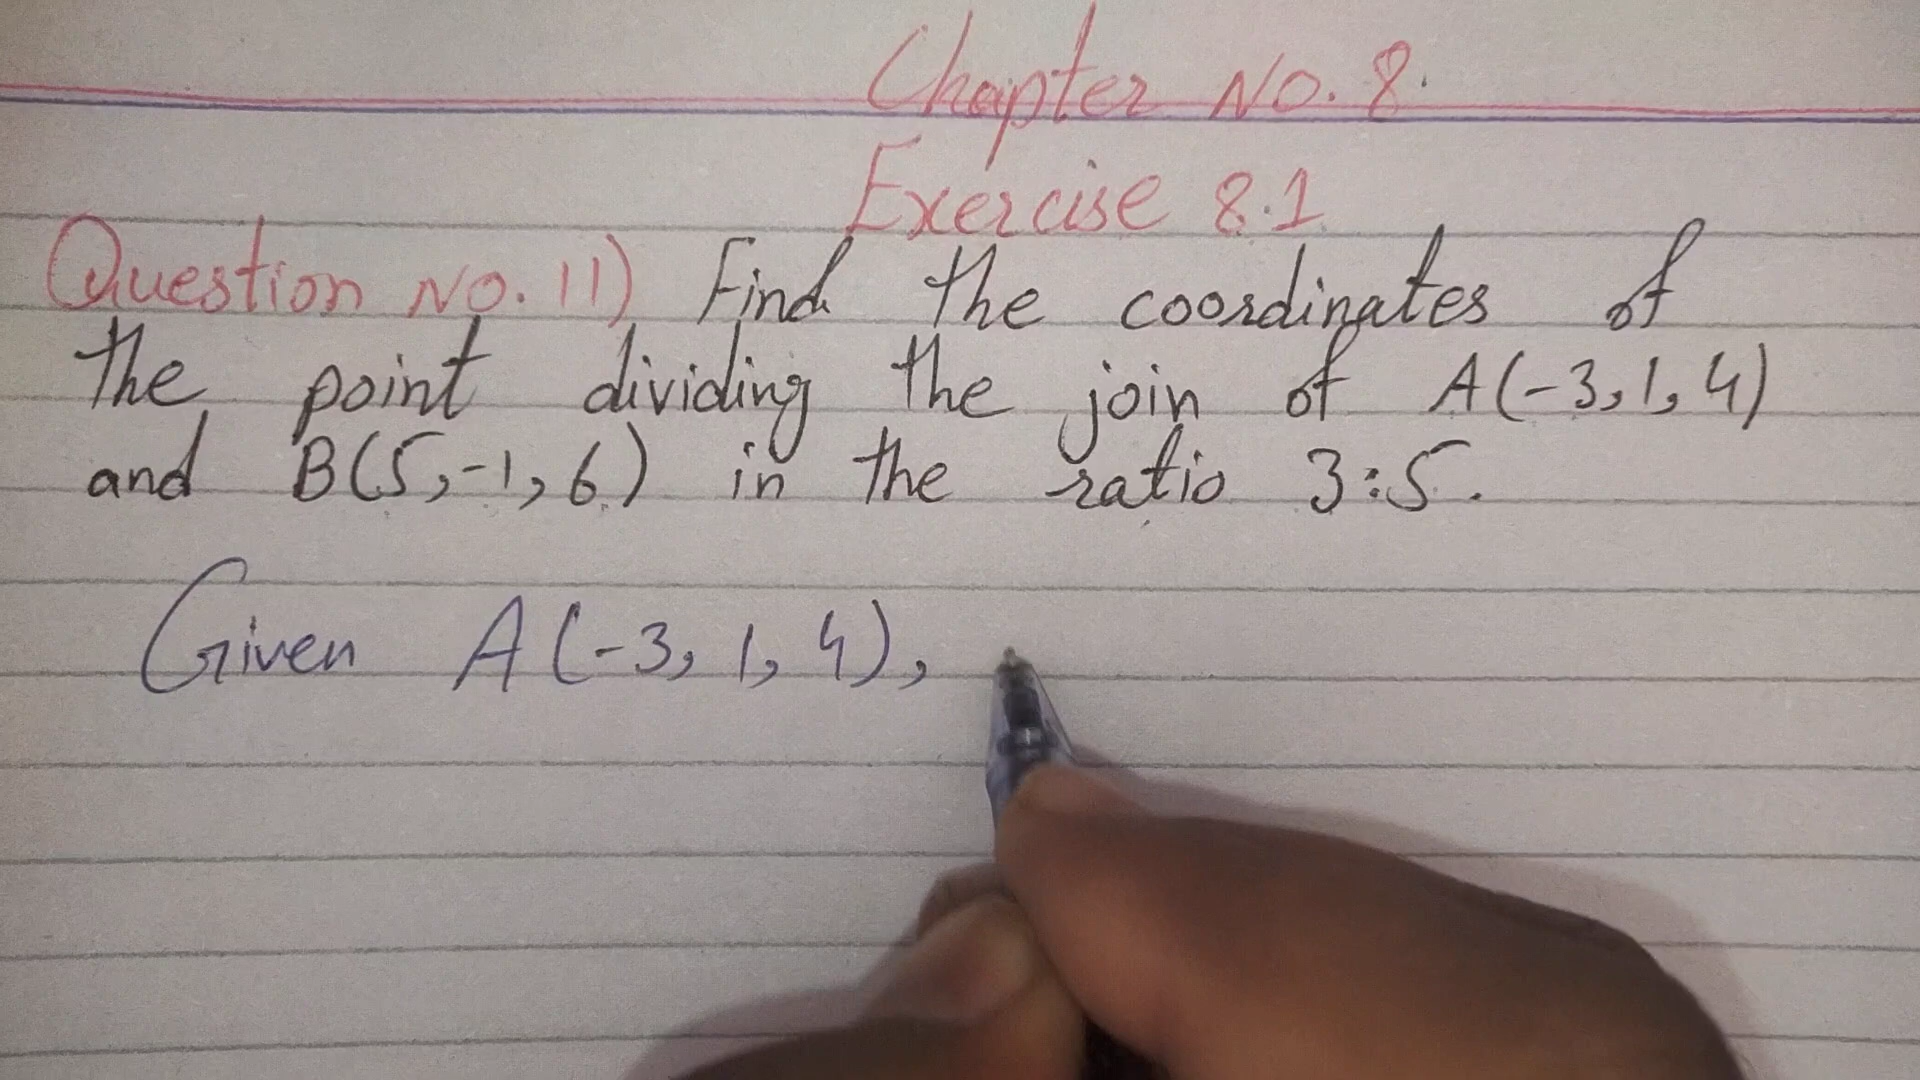 Chapter No. 8.
Exercise 8.1
Question No. 11) Find the coordinates of
the point dividing the join of A(-3,1,4)
and B(5,-1,6) in the ratio 3:5.
Given A(-3,1,4),